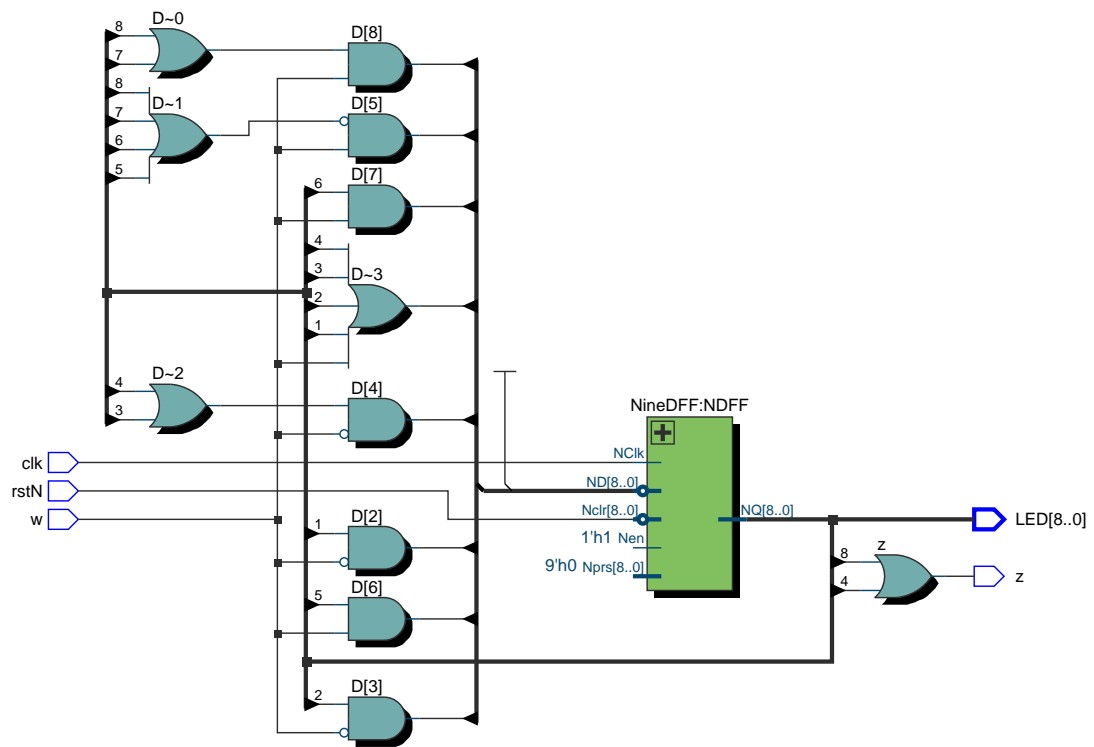 D~0
8
7
D[8]
8
D~1
7
6
5
D[5]
D[7]
6
4
3
D~3
2
1
D~2
4
3
D[4]
NineDFF:NDFF
clk
NClk
rstN
ND[8..0]
w
Nclr[8..0]
NQ[8..0]
LED[8..0]
1'h1 Nen
9'h0 Nprs[8..0]
z
8
4
z
D[2]
1
D[6]
5
D[3]
2